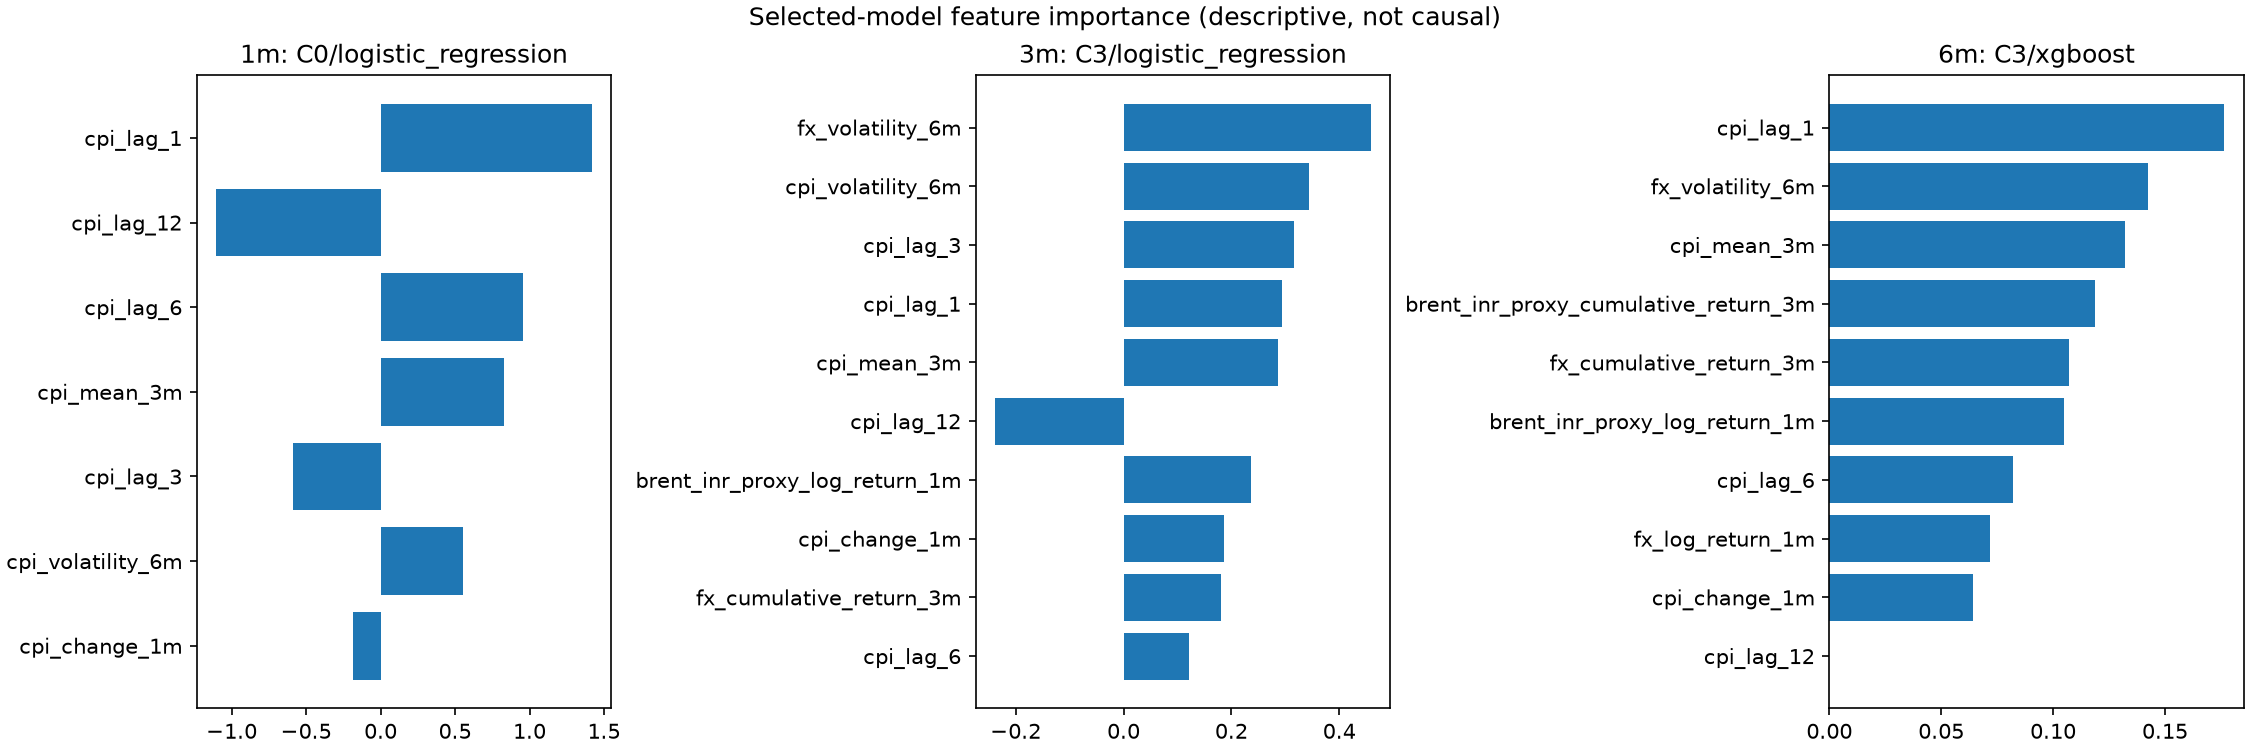 Selected-model feature importance (descriptive, not causal)
1m: C0/logistic_regression
cpi_lag_1
cpi_lag_12
cpi_lag_6
cpi_mean_3m
cpi_lag_3
cpi_volatility_6m
cpi_change_1m
−1.0 −0.5 0.0 0.5 1.0 1.5
3m: C3/logistic_regression
fx_volatility_6m
cpi_volatility_6m
cpi_lag_3
cpi_lag_1
cpi_mean_3m
cpi_lag_12
brent_inr_proxy_log_return_1m
cpi_change_1m
fx_cumulative_return_3m
cpi_lag_6
−0.2 0.0 0.2 0.4
6m: C3/xgboost
cpi_lag_1
fx_volatility_6m
cpi_mean_3m
brent_inr_proxy_cumulative_return_3m
fx_cumulative_return_3m
brent_inr_proxy_log_return_1m
cpi_lag_6
fx_log_return_1m
cpi_change_1m
cpi_lag_12
0.00 0.05 0.10 0.15